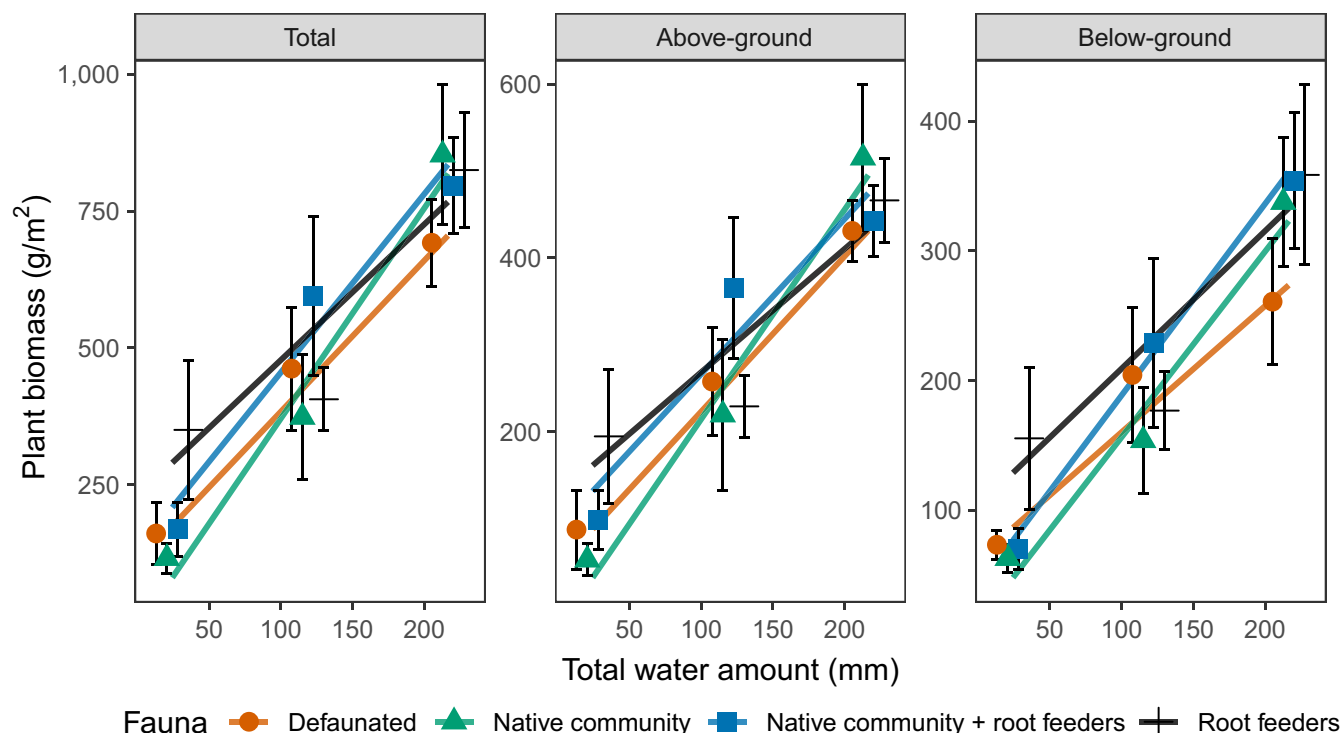 Total Above-ground Below-ground
1,000
750
500
250
600
400
200
400
300
200
100
Plant biomass (g/m²)
50 100 150 200 50 100 150 200 50 100 150 200
Total water amount (mm)
Fauna Defaunated Native community Native community + root feeders Root feeders